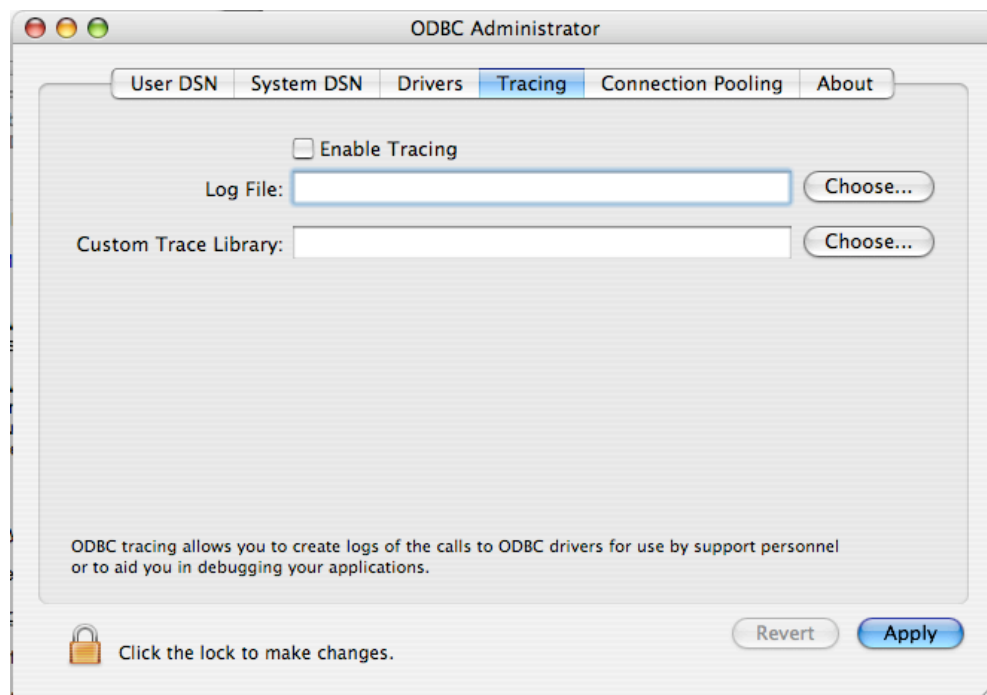 ODBC Administrator
User DSN System DSN Drivers Tracing Connection Pooling About
Enable Tracing
Log File: Choose...
Custom Trace Library: Choose...
ODBC tracing allows you to create logs of the calls to ODBC drivers for use by support personnel
or to aid you in debugging your applications.
Click the lock to make changes.
Revert Apply